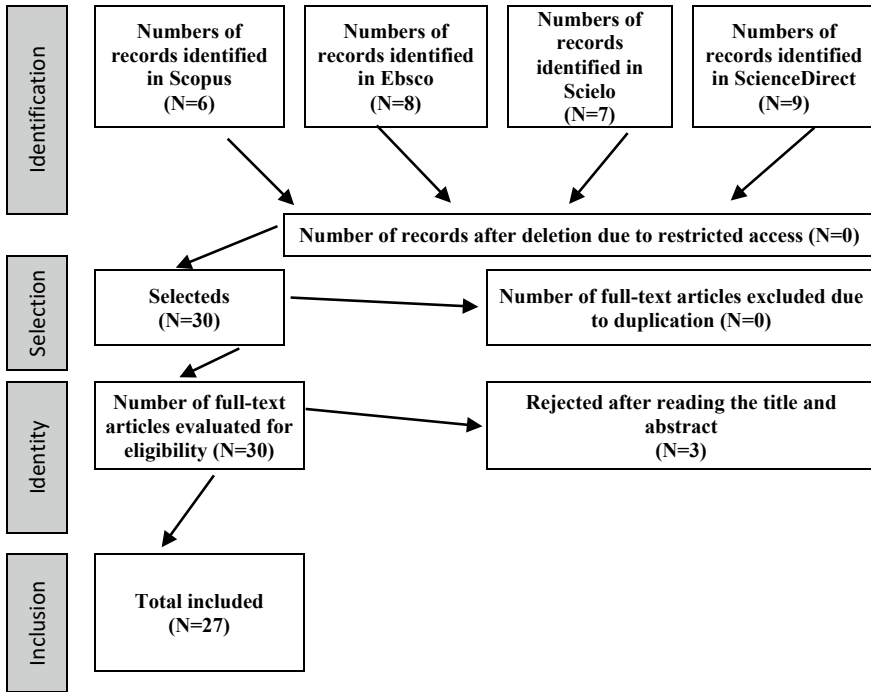 Identification
Numbers of
records identified
in Scopus
(N=6)
Numbers of
records identified
in Ebsco
(N=8)
Numbers of
records
identified in
Scielo
(N=7)
Numbers of
records identified
in ScienceDirect
(N=9)
Number of records after deletion due to restricted access (N=0)
Selection
Selecteds
(N=30)
Number of full-text articles excluded due
to duplication (N=0)
Identity
Number of full-text
articles evaluated for
eligibility (N=30)
Rejected after reading the title and
abstract
(N=3)
Inclusion
Total included
(N=27)